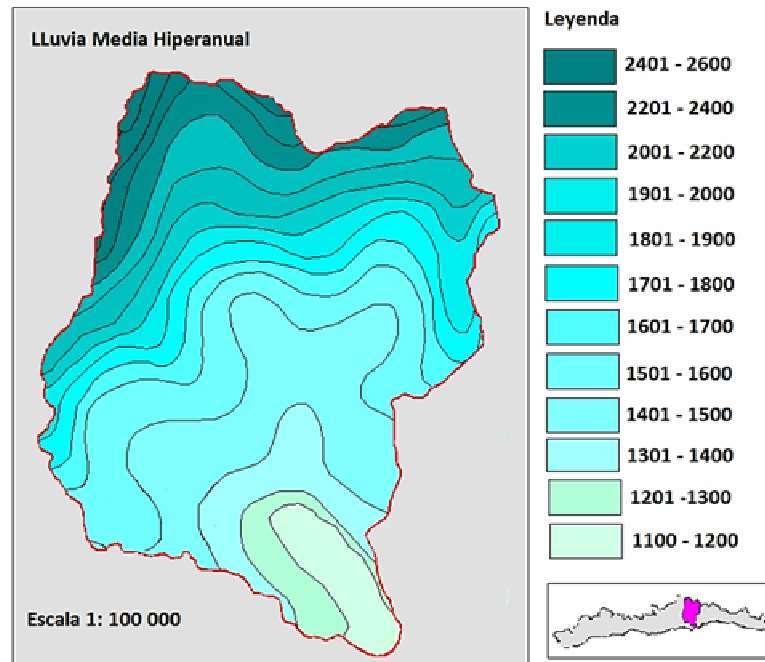 LLuvia Media Hiperanual
Leyenda
2401 - 2600
2201 - 2400
2001 - 2200
1901 - 2000
1801 - 1900
1701 - 1800
1601 - 1700
1501 - 1600
1401 - 1500
1301 - 1400
1201 -1300
1100 - 1200
Escala 1: 100 000